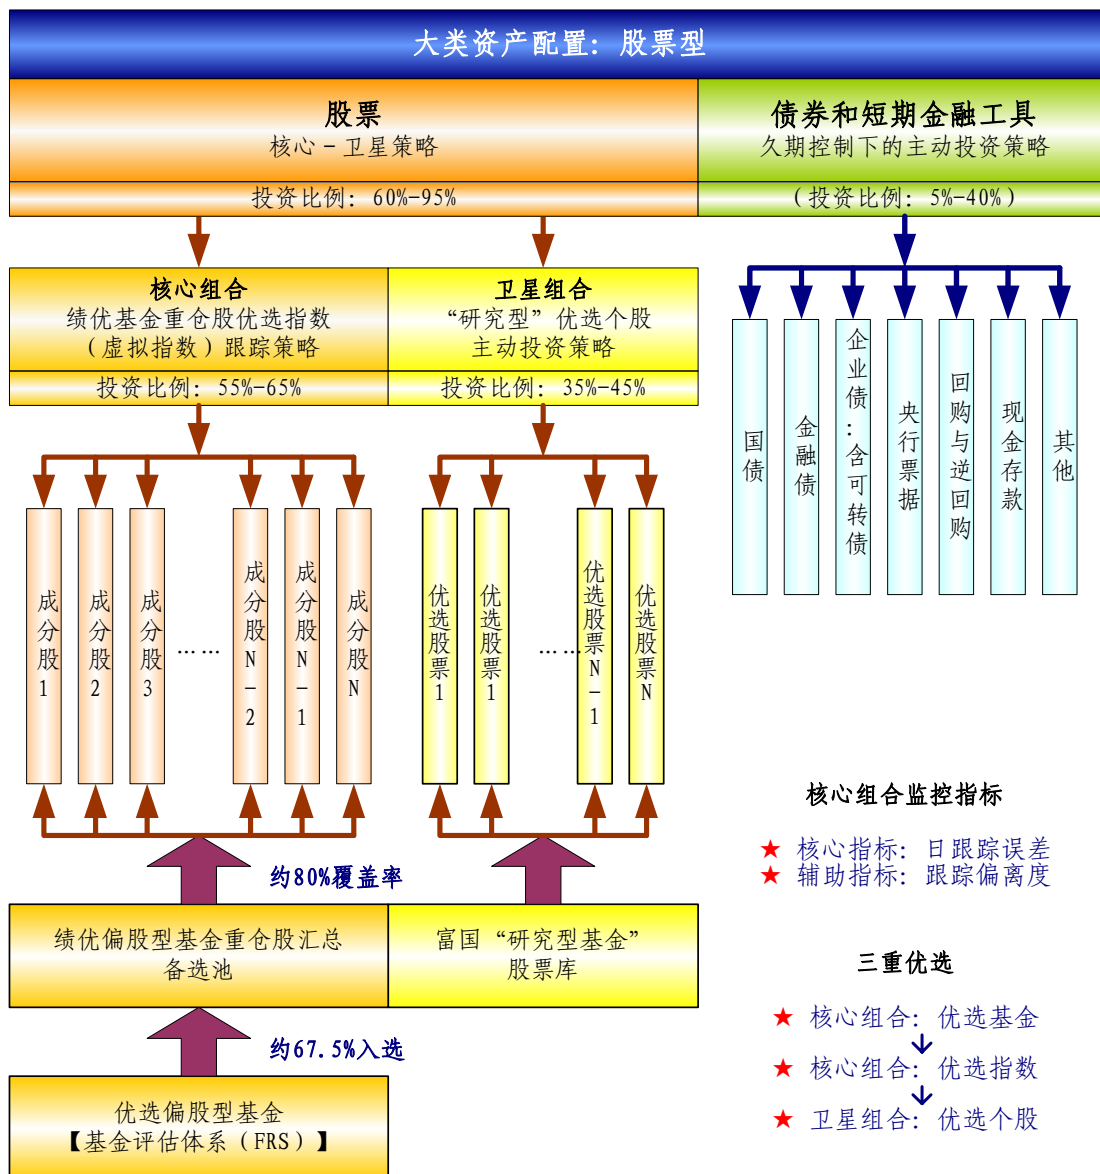 大类资产配置：股票型
股票
核心－卫星策略
投资比例：60%-95%
债券和短期金融工具
久期控制下的主动投资策略
（投资比例：5%-40%）
核心组合
绩优基金重仓股优选指数
（虚拟指数）跟踪策略
投资比例：55%-65%
卫星组合
“研究型”优选个股
主动投资策略
投资比例：35%-45%
国债
金融债
企业债：含可转债
央行票据
回购与逆回购
现金存款
其他
成分股1
成分股2
成分股3
……
成分股N-2
成分股N-1
成分股N
优选股票1
优选股票1
……
优选股票N-1
优选股票N
约80%覆盖率
绩优偏股型基金重仓股汇总
备选池
富国“研究型基金”
股票库
约67.5%入选
优选偏股型基金
【基金评估体系（FRS）】
核心组合监控指标
★ 核心指标：日跟踪误差
★ 辅助指标：跟踪偏离度
三重优选
★ 核心组合：优选基金
★ 核心组合：优选指数
★ 卫星组合：优选个股